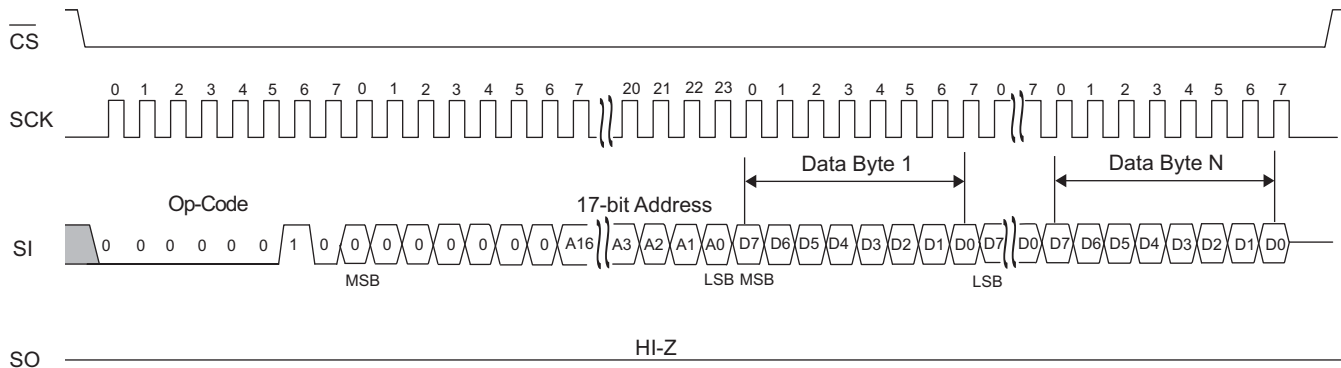 CS
0 1 2 3 4 5 6 7 0 1 2 3 4 5 6 7 20 21 22 23 0 1 2 3 4 5 6 7 0 7 0 1 2 3 4 5 6 7
SCK
Data Byte 1 Data Byte N
Op-Code 17-bit Address
SI 0 0 0 0 0 0 1 0 0 0 0 0 0 0 0 A16 A3 A2 A1 A0 D7 D6 D5 D4 D3 D2 D1 D0 D7 D0 D7 D6 D5 D4 D3 D2 D1 D0
MSB LSB MSB LSB
HI-Z
SO